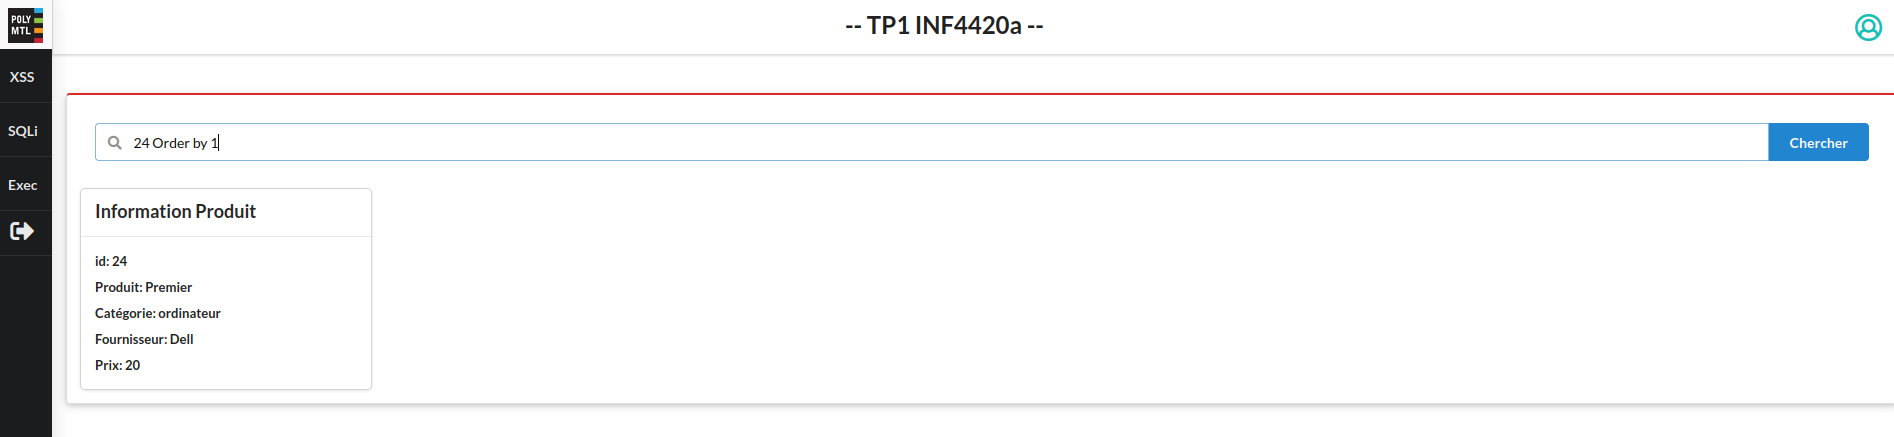 POLY
MTL
-- TP1 INF4420a --
XSS
SQLi
Exec
24 Order by 1
Chercher
Information Produit
id: 24
Produit: Premier
Catégorie: ordinateur
Fournisseur: Dell
Prix: 20